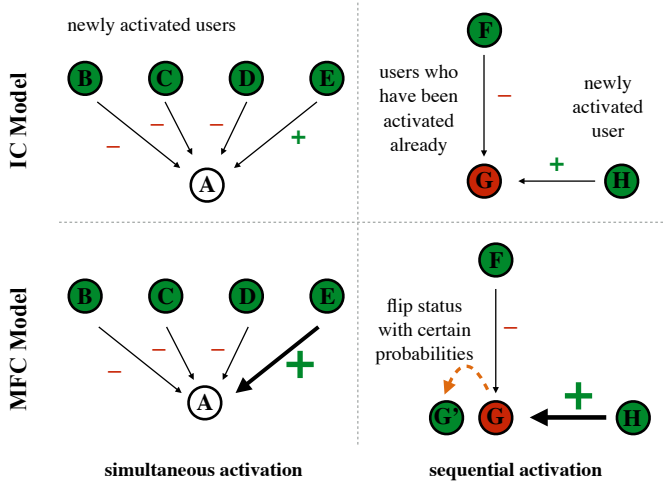 IC Model
newly activated users
B C D E
− − − +
A
F
users who
have been
activated
already
−
newly
activated
user
G + H
MFC Model
B C D E
− − − +
A
F
flip status
with certain
probabilities
−
G' G + H
simultaneous activation
sequential activation